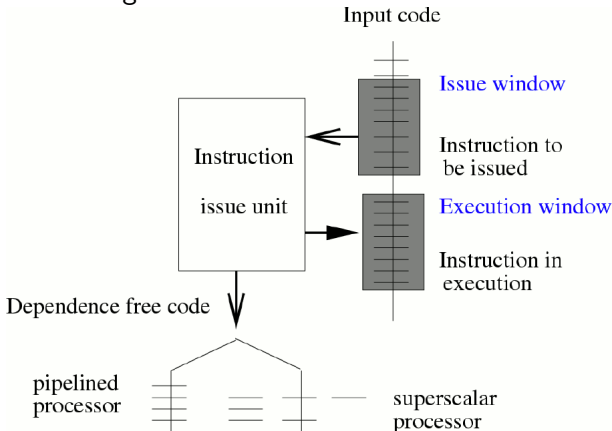 Input code
Issue window
Instruction to
be issued
Instruction
issue unit
Execution window
Instruction in
execution
Dependence free code
pipelined
processor
superscalar
processor